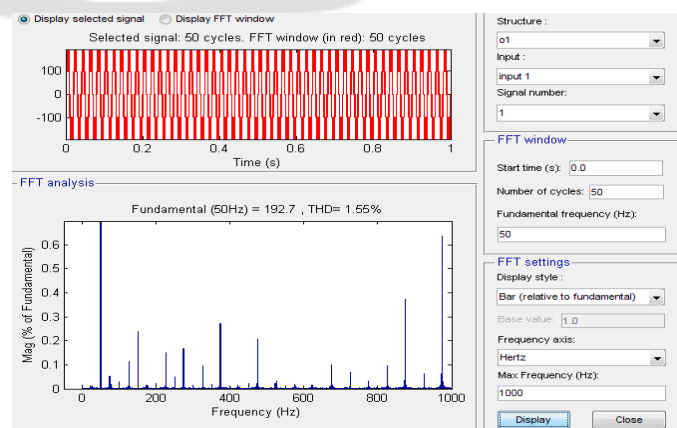 Display selected signal
Display FFT window
Selected signal: 50 cycles. FFT window (in red): 50 cycles
100
0
-100
0 0.2 0.4 0.6 0.8 1
Time (s)
FFT analysis
Fundamental (50Hz) = 192.7 , THD= 1.55%
Mag (% of Fundamental)
0.6
0.5
0.4
0.3
0.2
0.1
0
0 200 400 600 800 1000
Frequency (Hz)
Structure :
o1
Input :
input 1
Signal number:
1
FFT window
Start time (s): 0.0
Number of cycles: 50
Fundamental frequency (Hz):
50
FFT settings
Display style :
Bar (relative to fundamental)
Base value: 1.0
Frequency axis:
Hertz
Max Frequency (Hz):
1000
Display
Close